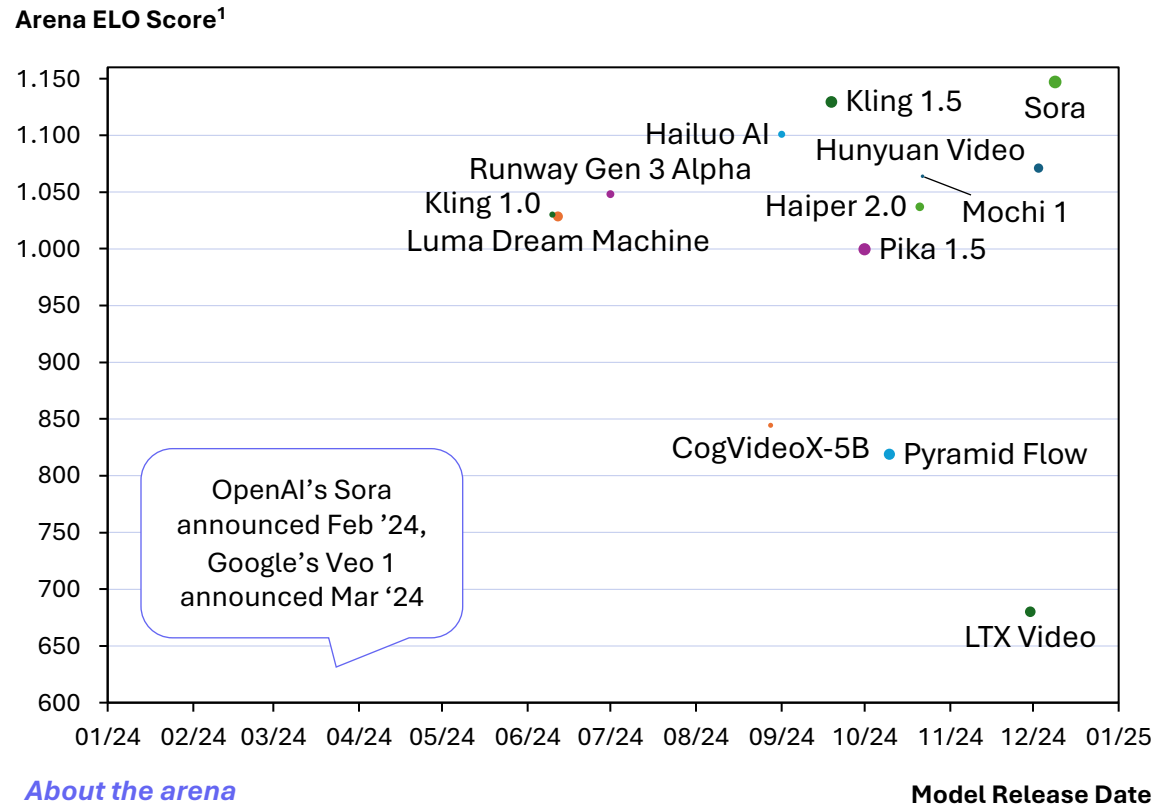 Arena ELO Score¹
1.150
1.100
1.050
1.000
950
900
850
800
750
700
650
600
Kling 1.5
Sora
Hailuo AI
Hunyuan Video
Runway Gen 3 Alpha
Kling 1.0
Haiper 2.0
Mochi 1
Luma Dream Machine
Pika 1.5
CogVideoX-5B
Pyramid Flow
OpenAI’s Sora
announced Feb ’24,
Google’s Veo 1
announced Mar ‘24
LTX Video
01/24 02/24 03/24 04/24 05/24 06/24 07/24 08/24 09/24 10/24 11/24 12/24 01/25
About the arena
Model Release Date